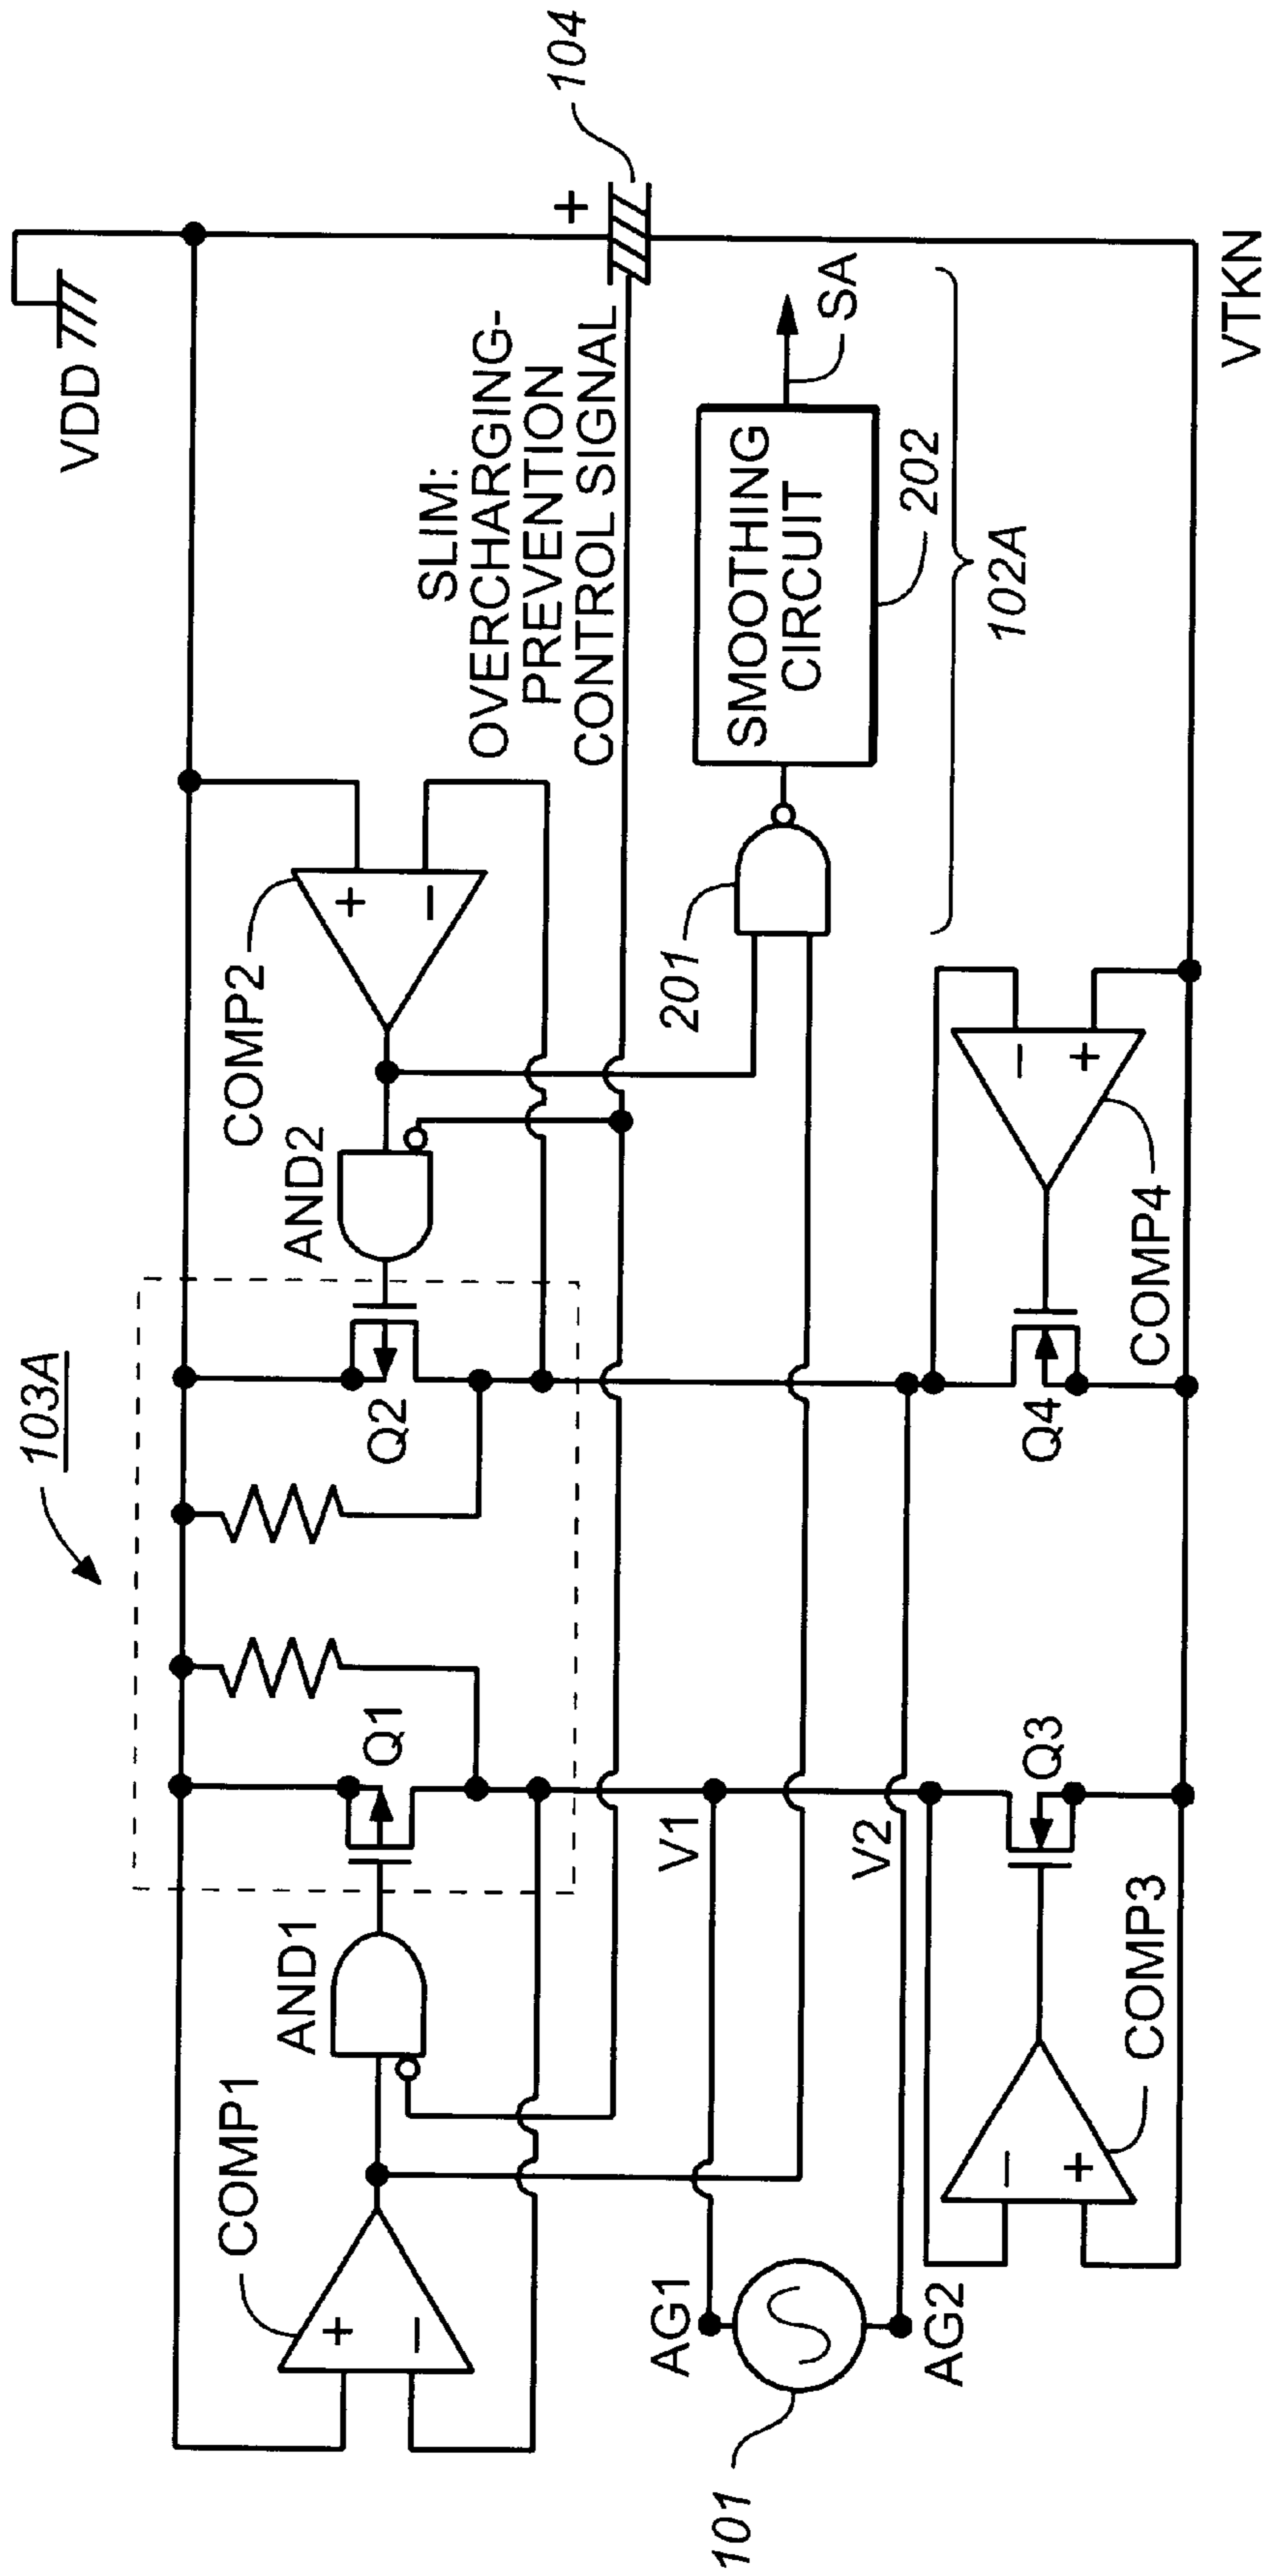 103A
VDD
104
+
COMP1
+
−
AND1
Q1
Q2
AND2
COMP2
+
−
SLIM:
OVERCHARGING-
PREVENTION
CONTROL SIGNAL
101
AG1
AG2
V1
V2
201
SMOOTHING
CIRCUIT
202
SA
102A
COMP3
−
+
Q3
Q4
COMP4
−
+
VTKN